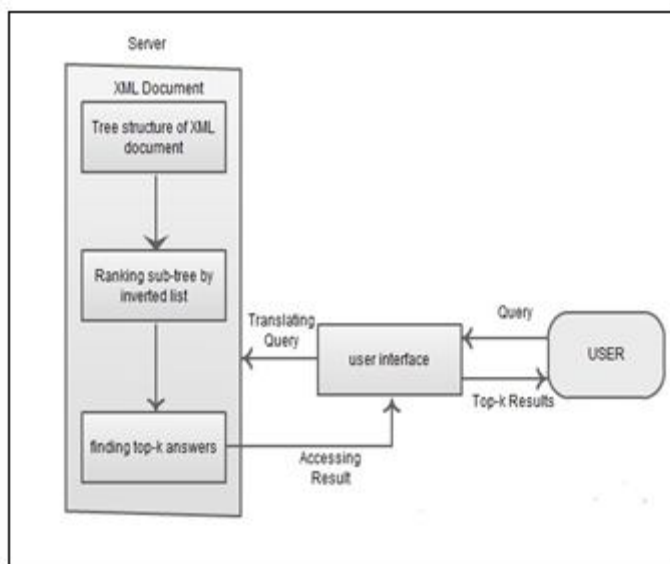 Server
XML Document
Tree structure of XML
document
Ranking sub-tree by
inverted list
finding top-k answers
Translating
Query
user interface
Query
USER
Top-k Results
Accessing
Result